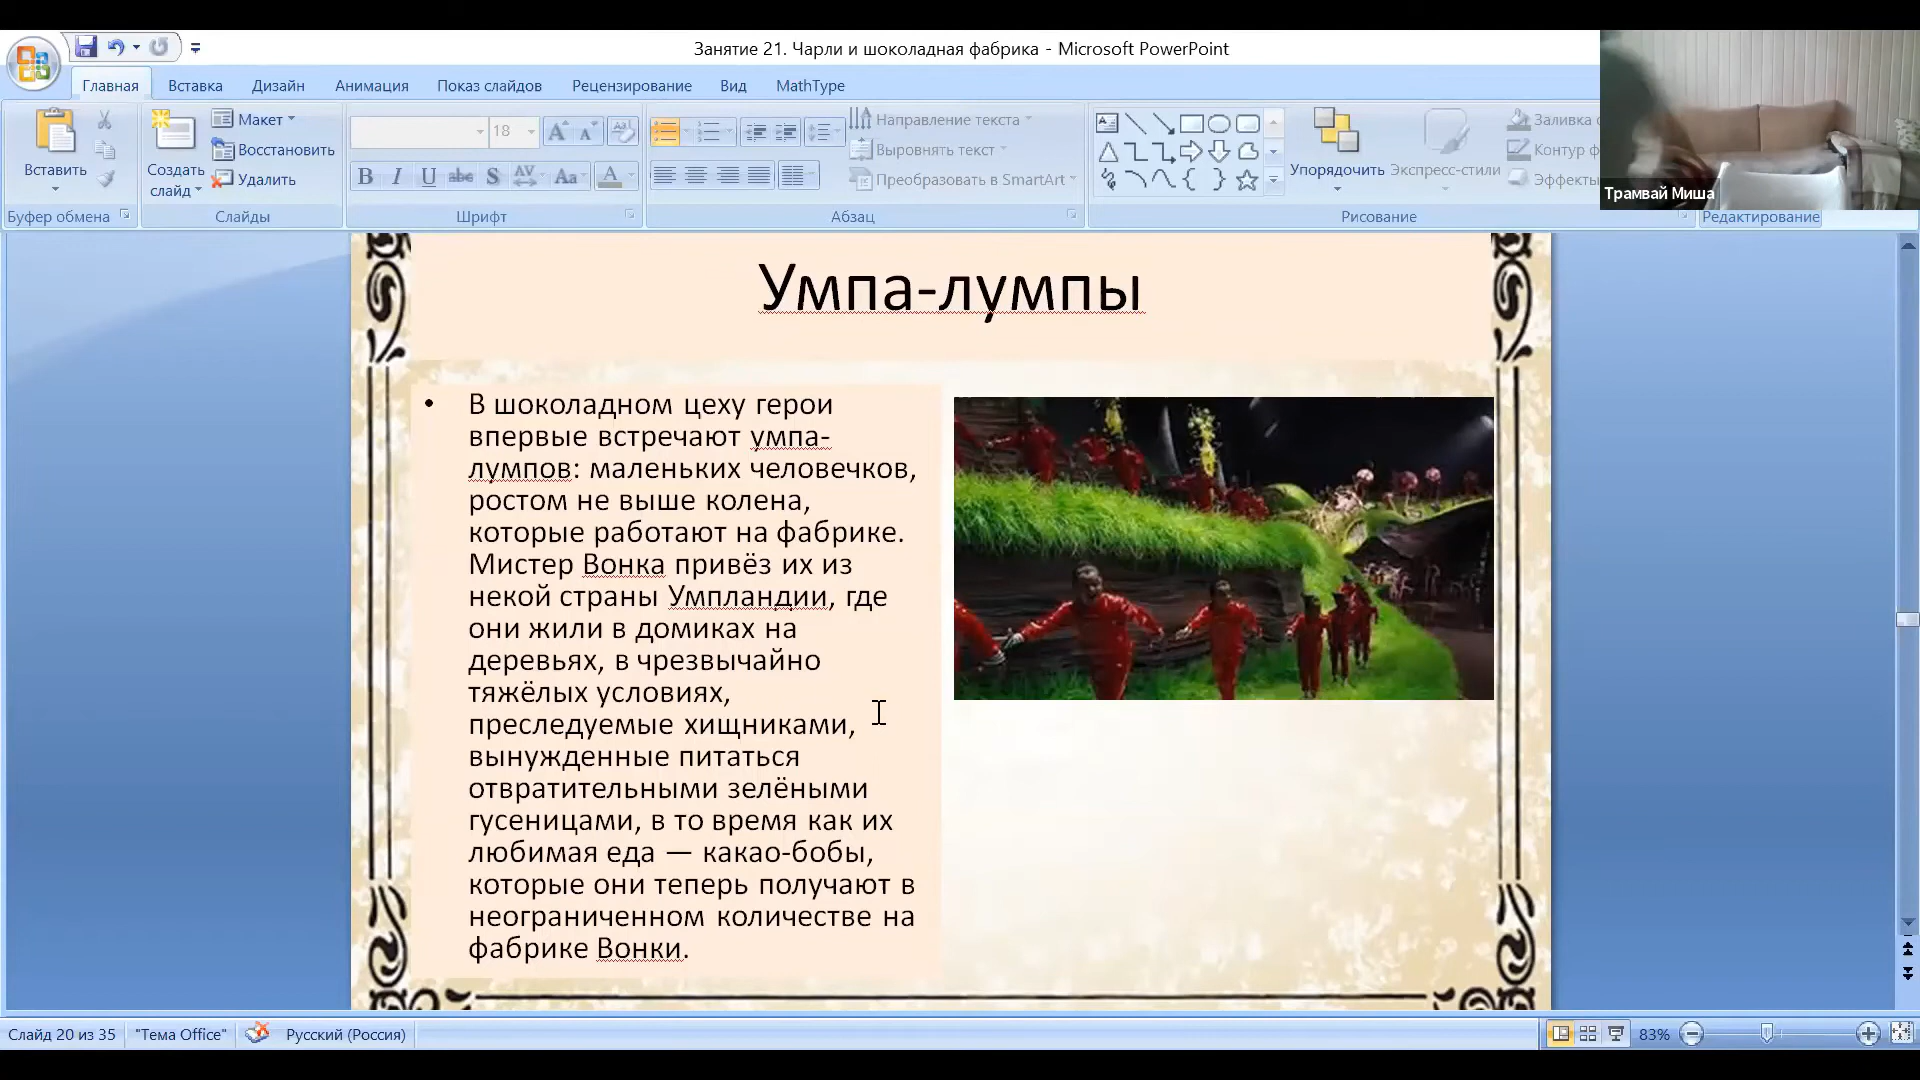 Занятие 21. Чарли и шоколадная фабрика - Microsoft PowerPoint
Главная Вставка Дизайн Анимация Показ слайдов Рецензирование Вид MathType
Вставить
Буфер обмена
Создать слайд
Макет
Восстановить
Удалить
Слайды
18
Шрифт
Направление текста
Выровнять текст
Преобразовать в SmartArt
Абзац
Упорядочить
Экспресс-стили
Заливка
Контур ф
Эффекты
Рисование
Редактирование
Трамвай Миша
Умпа-лумпы
• В шоколадном цеху герои
впервые встречают умпа-
лумпов: маленьких человечков,
ростом не выше колена,
которые работают на фабрике.
Мистер Вонка привёз их из
некой страны Умпландии, где
они жили в домиках на
деревьях, в чрезвычайно
тяжёлых условиях,
преследуемые хищниками,
вынужденные питаться
отвратительными зелёными
гусеницами, в то время как их
любимая еда — какао-бобы,
которые они теперь получают в
неограниченном количестве на
фабрике Вонки.
Слайд 20 из 35 "Тема Office" Русский (Россия) 83%